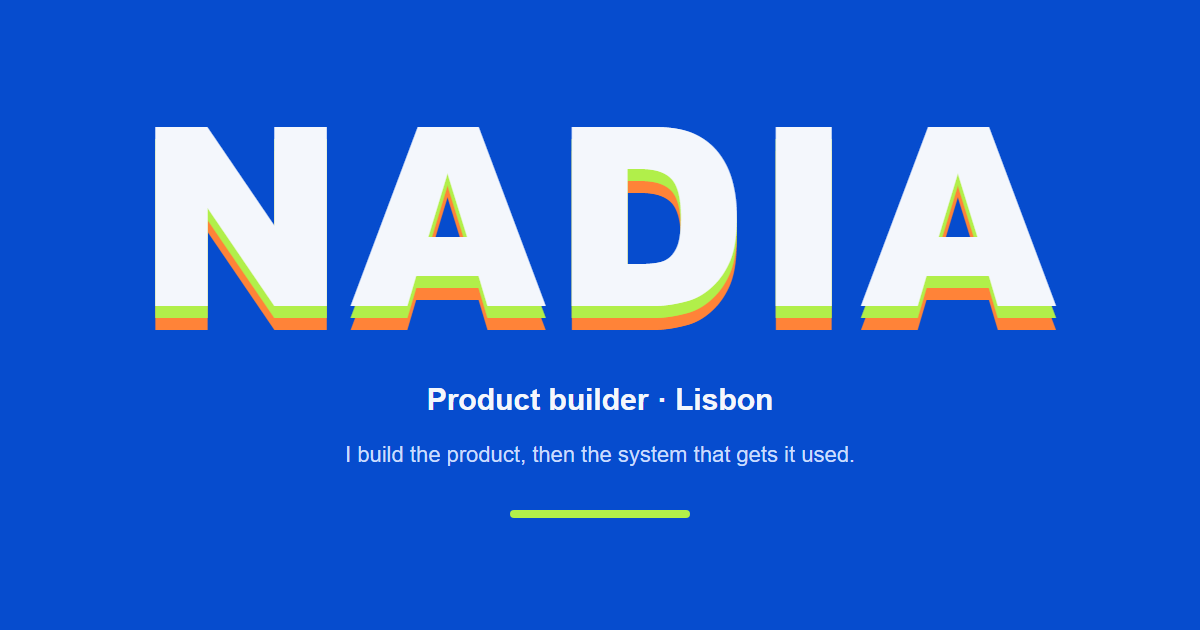 NADIA
Product builder · Lisbon
I build the product, then the system that gets it used.